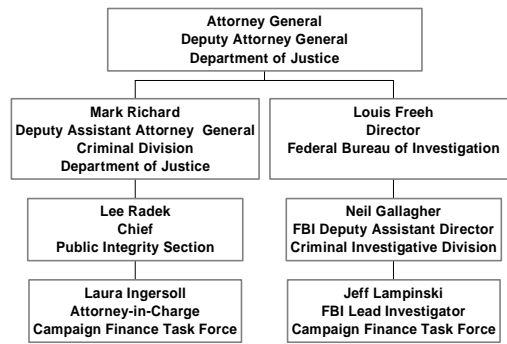 Attorney General
Deputy Attorney General
Department of Justice
Mark Richard
Deputy Assistant Attorney General
Criminal Division
Department of Justice
Louis Freeh
Director
Federal Bureau of Investigation
Lee Radek
Chief
Public Integrity Section
Neil Gallagher
FBI Deputy Assistant Director
Criminal Investigative Division
Laura Ingersoll
Attorney-in-Charge
Campaign Finance Task Force
Jeff Lampinski
FBI Lead Investigator
Campaign Finance Task Force